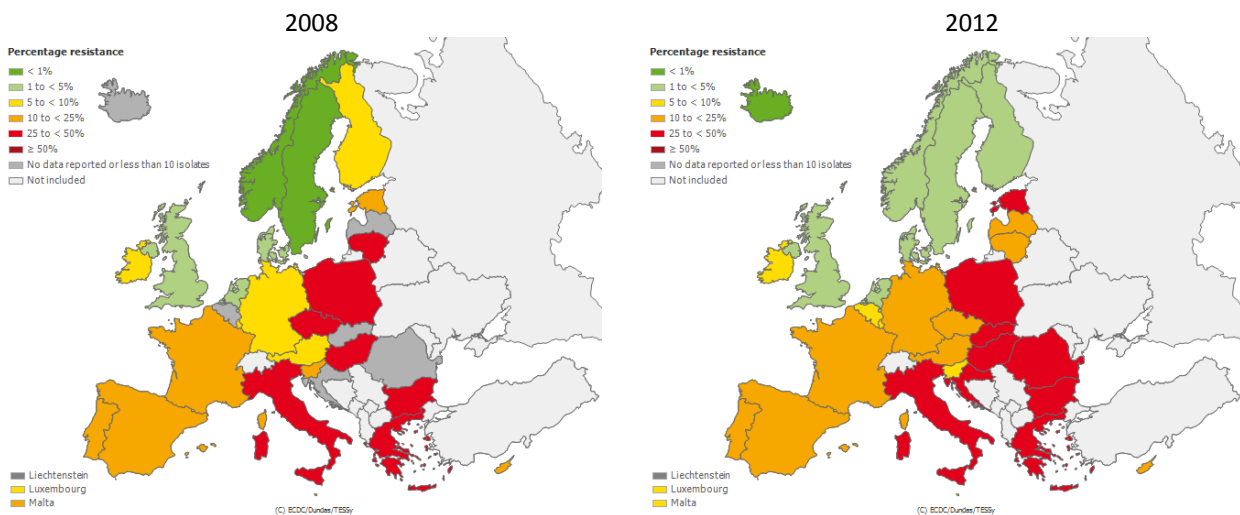 2008
Percentage resistance
< 1%
1 to < 5%
5 to < 10%
10 to < 25%
25 to < 50%
≥ 50%
No data reported or less than 10 isolates
Not included
Liechtenstein
Luxembourg
Malta
(C) ECDC/Dundas/TESSy
2012
Percentage resistance
< 1%
1 to < 5%
5 to < 10%
10 to < 25%
25 to < 50%
≥ 50%
No data reported or less than 10 isolates
Not included
Liechtenstein
Luxembourg
Malta
(C) ECDC/Dundas/TESSy